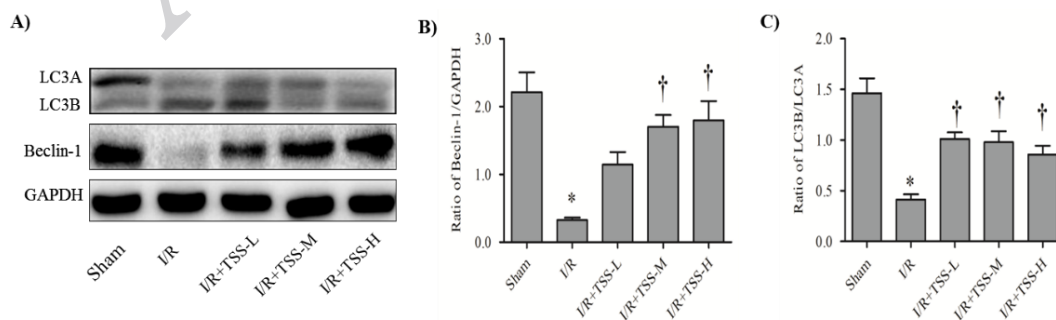 A)
LC3A
LC3B
Beclin-1
GAPDH
Sham
I/R
I/R+TSS-L
I/R+TSS-M
I/R+TSS-H
B)
Ratio of Beclin-1/GAPDH
3.0
2.0
1.0
0.0
*
†
†
Sham
I/R
I/R+TSS-L
I/R+TSS-M
I/R+TSS-H
C)
Ratio of LC3B/LC3A
2.0
1.5
1.0
0.5
0.0
*
†
†
†
Sham
I/R
I/R+TSS-L
I/R+TSS-M
I/R+TSS-H